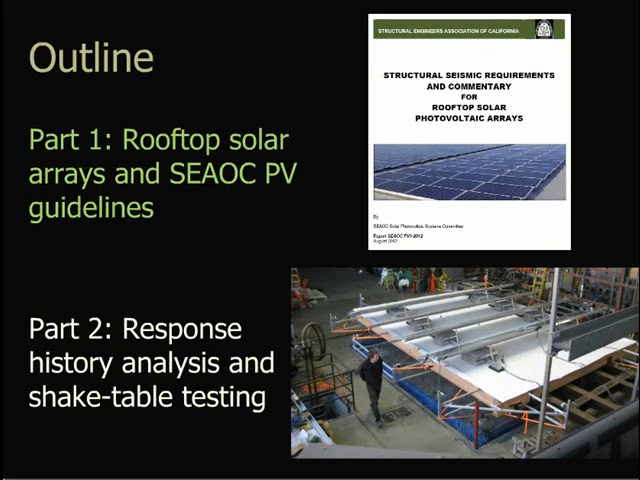 Outline
Part 1: Rooftop solar
arrays and SEAOC PV
guidelines
Part 2: Response
history analysis and
shake-table testing
STRUCTURAL ENGINEERS ASSOCIATION OF CALIFORNIA
STRUCTURAL SEISMIC REQUIREMENTS
AND COMMENTARY
FOR
ROOFTOP SOLAR
PHOTOVOLTAIC ARRAYS
By
SEAOC Solar Photovoltaic Systems Committee
Report SEAOC PV1-2012
August 2012